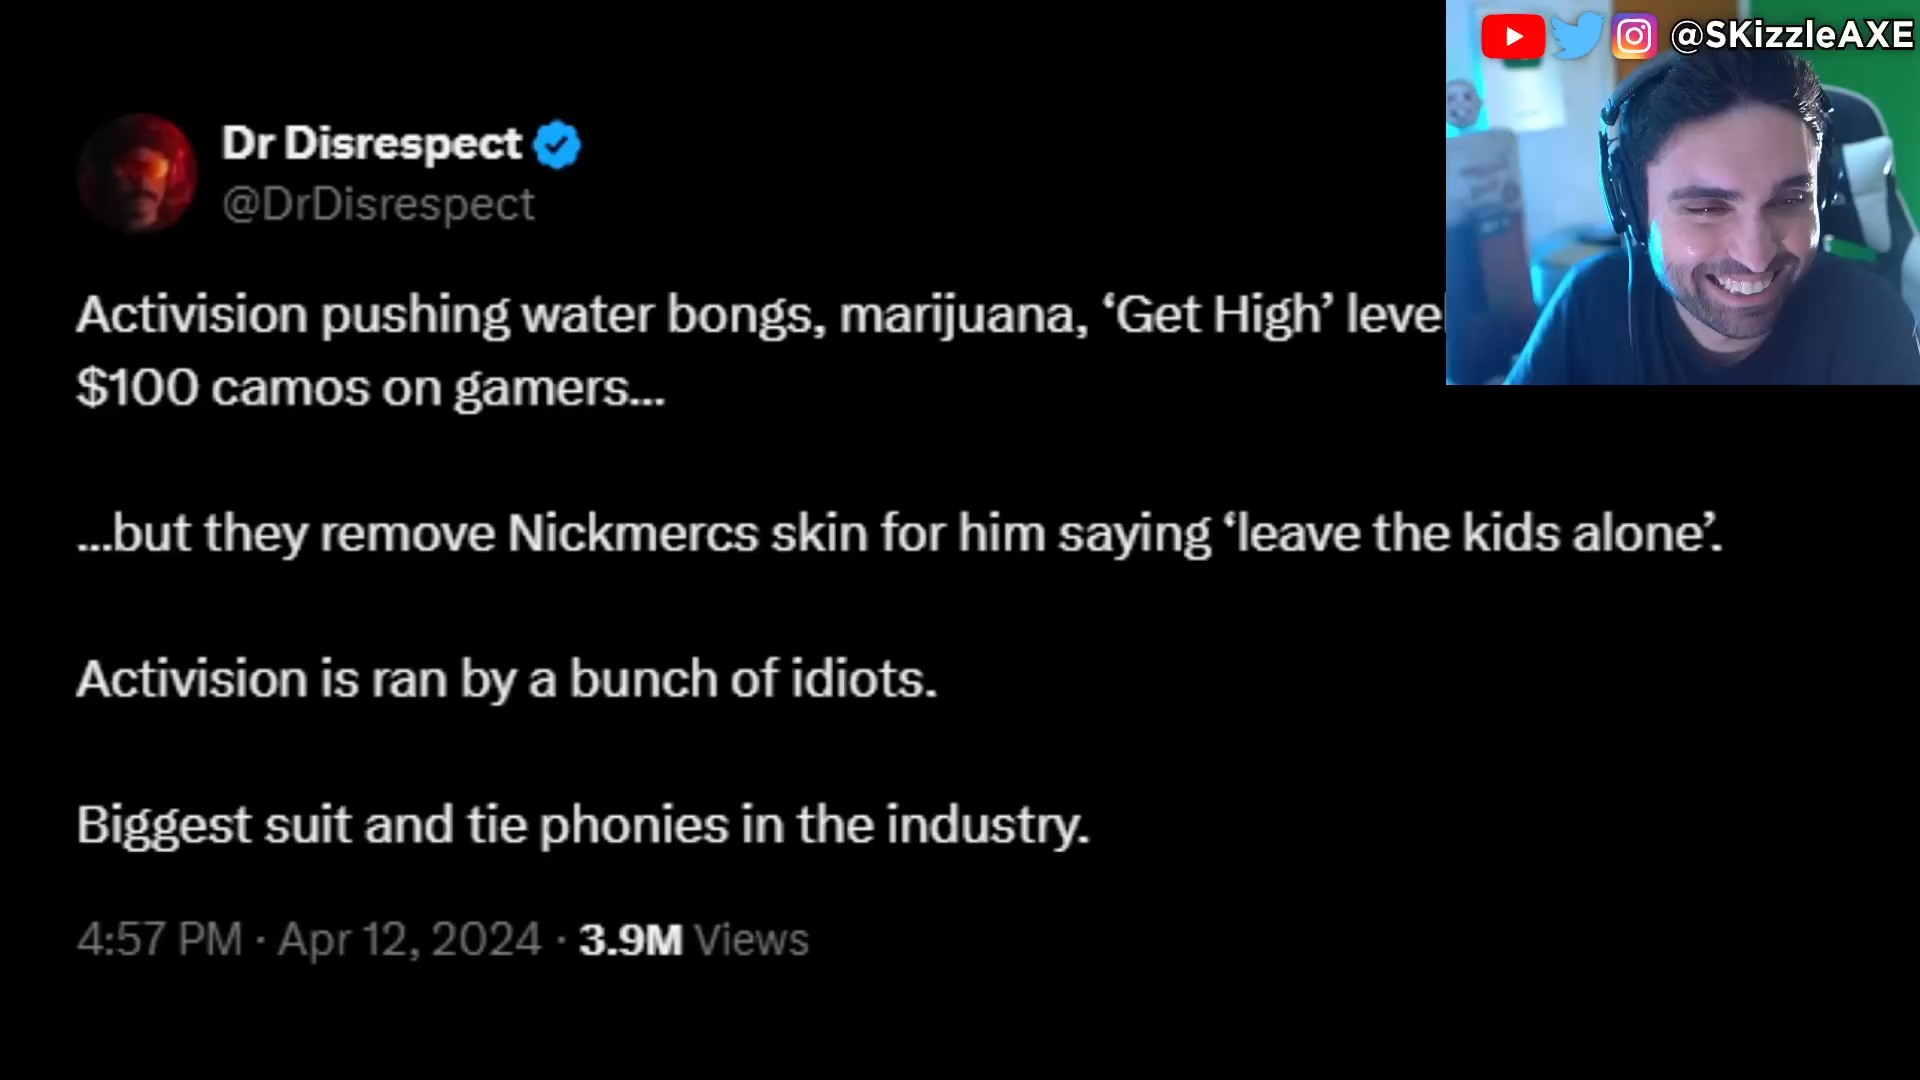 @SKizzleAXE
Dr Disrespect
@DrDisrespect
Activision pushing water bongs, marijuana, ‘Get High’
$100 camos on gamers...
...but they remove Nickmercs skin for him saying ‘leave the kids alone’.
Activision is ran by a bunch of idiots.
Biggest suit and tie phonies in the industry.
4:57 PM · Apr 12, 2024 · 3.9M Views